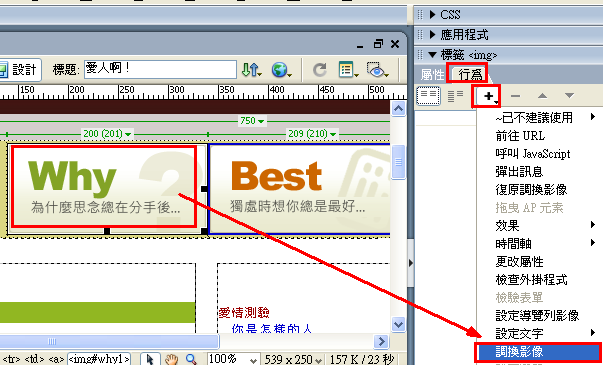 CSS
應用程式
標籤 <img>
屬性 行為
設計 標題: 愛人啊！
150 200 250 300 350 400 450 500
750
200 (201) 209 (210)
Why
為什麼思念總在分手後...
Best
獨處時想你總是最好...
愛情測驗
你是怎樣的人
~已不建議使用
前往 URL
呼叫 JavaScript
彈出訊息
復原調換影像
拖曳 AP 元素
效果
時間軸
更改屬性
檢查外掛程式
檢驗表單
設定導覽列影像
設定文字
調換影像
<tr> <td> <a> <img#why1> 100% 539 x 250 157 K / 23 秒